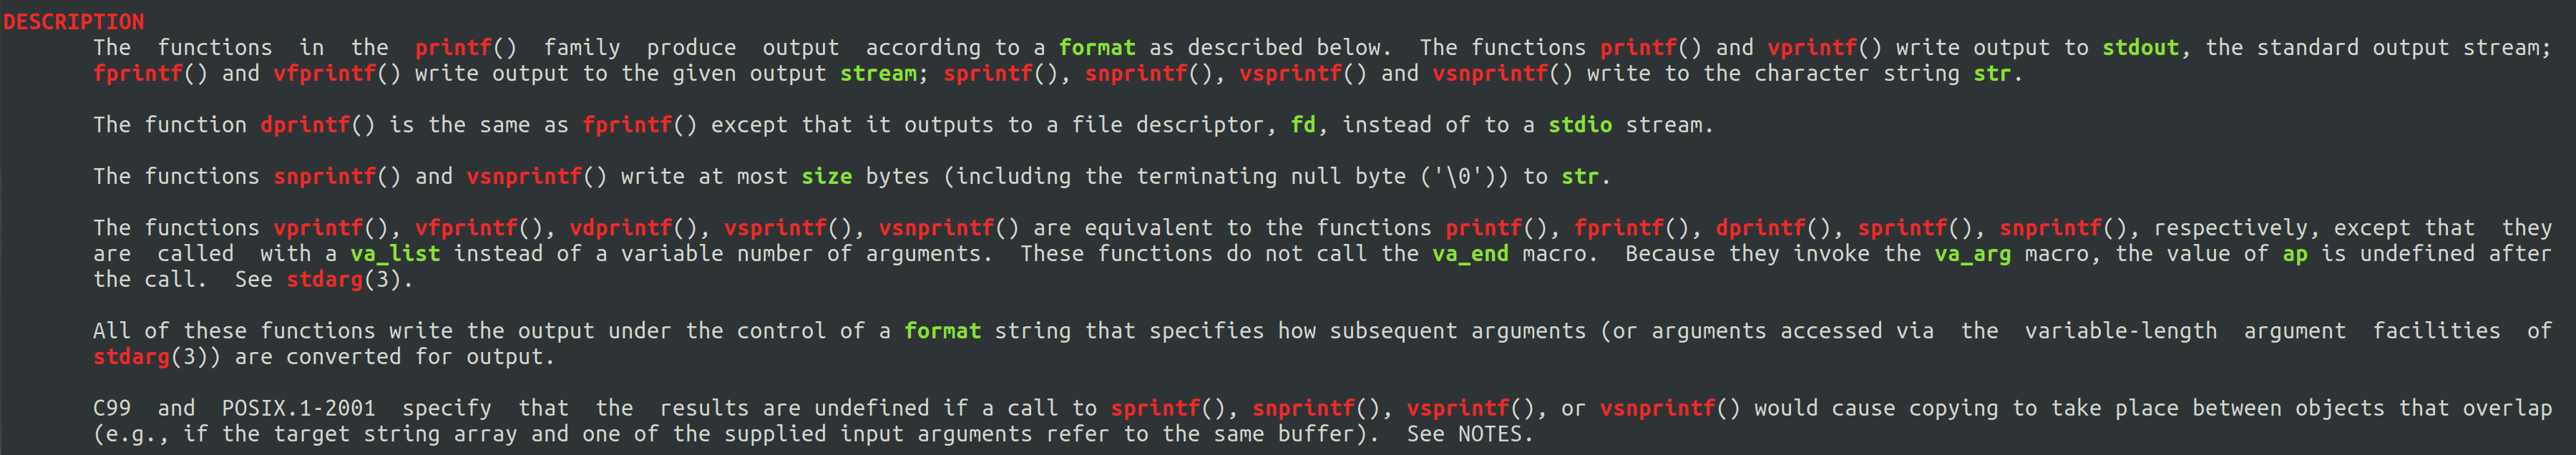 DESCRIPTION
The functions in the printf() family produce output according to a format as described below. The functions printf() and vprintf() write output to stdout, the standard output stream;
fprintf() and vfprintf() write output to the given output stream; sprintf(), snprintf(), vsprintf() and vsnprintf() write to the character string str.
The function dprintf() is the same as fprintf() except that it outputs to a file descriptor, fd, instead of to a stdio stream.
The functions snprintf() and vsnprintf() write at most size bytes (including the terminating null byte ('\0')) to str.
The functions vprintf(), vfprintf(), vdprintf(), vsprintf(), vsnprintf() are equivalent to the functions printf(), fprintf(), dprintf(), sprintf(), snprintf(), respectively, except that they
are called with a va_list instead of a variable number of arguments. These functions do not call the va_end macro. Because they invoke the va_arg macro, the value of ap is undefined after
the call. See stdarg(3).
All of these functions write the output under the control of a format string that specifies how subsequent arguments (or arguments accessed via the variable-length argument facilities of
stdarg(3)) are converted for output.
C99 and POSIX.1-2001 specify that the results are undefined if a call to sprintf(), snprintf(), vsprintf(), or vsnprintf() would cause copying to take place between objects that overlap
(e.g., if the target string array and one of the supplied input arguments refer to the same buffer). See NOTES.